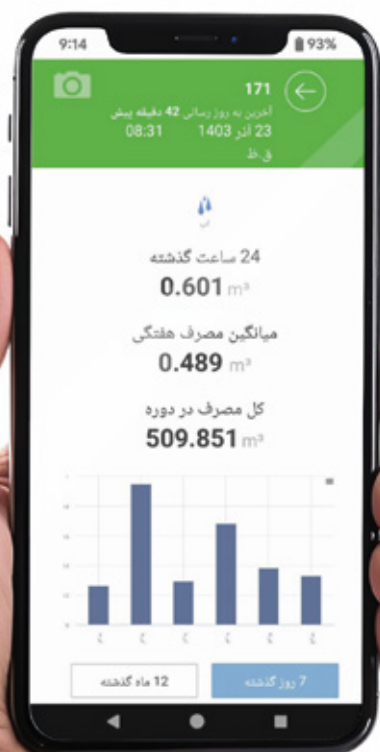 9:14 93%
171
آخرین به روز رسانی 42 دقیقه پیش
23 آذر 1403 08:31
ق.ظ
آب
24 ساعت گذشته
0.601 m³
میانگین مصرف هفتگی
0.489 m³
کل مصرف در دوره
509.851 m³
7 روز گذشته 12 ماه گذشته